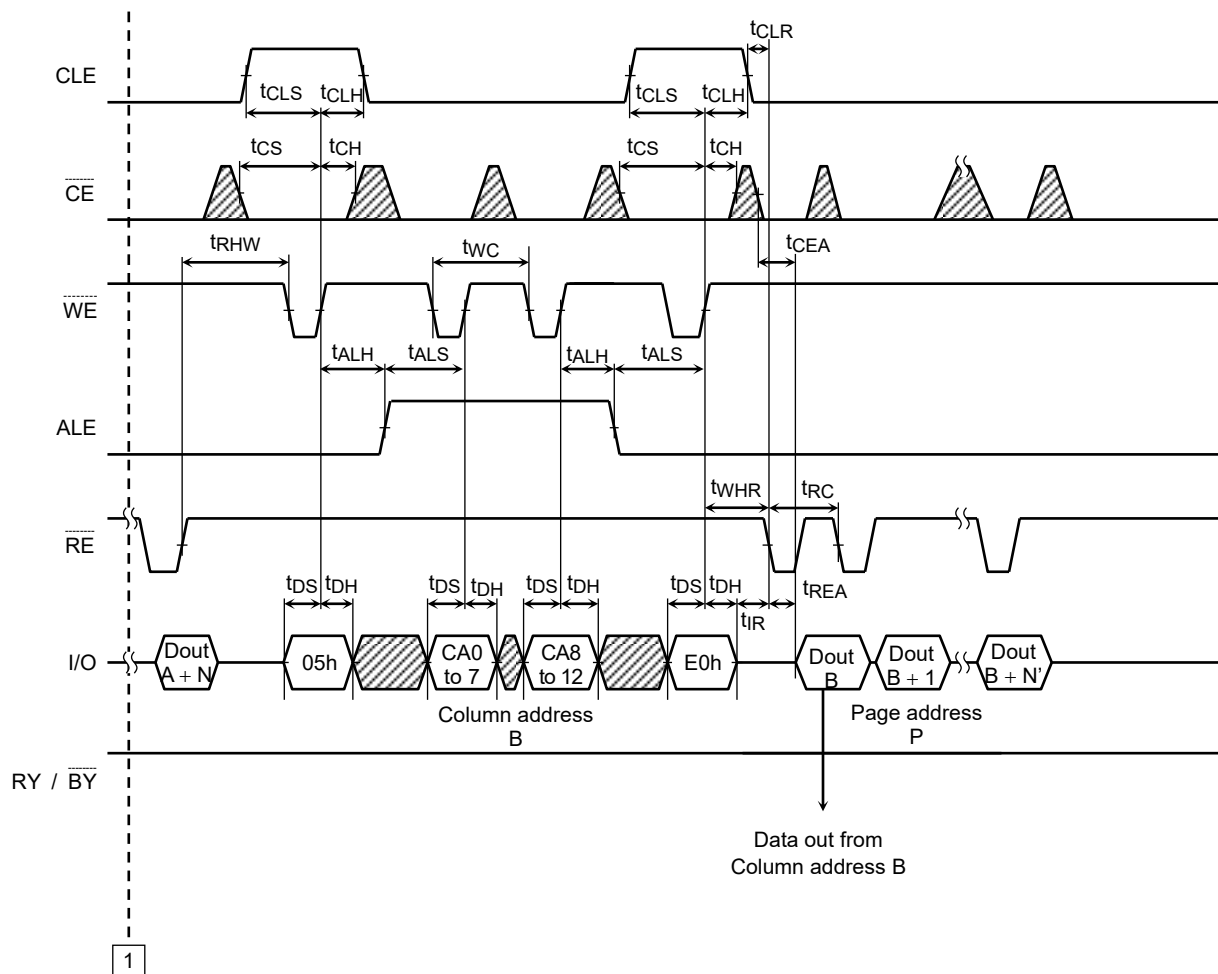 tCLR
CLE
tCLS tCLH tCLS tCLH
tCS tCH tCS tCH
CE
tRHW tWC tCEA
WE
tALH tALS tALH tALS
ALE
tWHR tRC
RE
tDS tDH tDS tDH tDS tDH tDS tDH tREA
tIR
I/O
Dout
A + N
05h
CA0
to 7
CA8
to 12
E0h
Dout
B
Dout
B + 1
Dout
B + N’
Column address
B
Page address
P
RY / BY
Data out from
Column address B
1